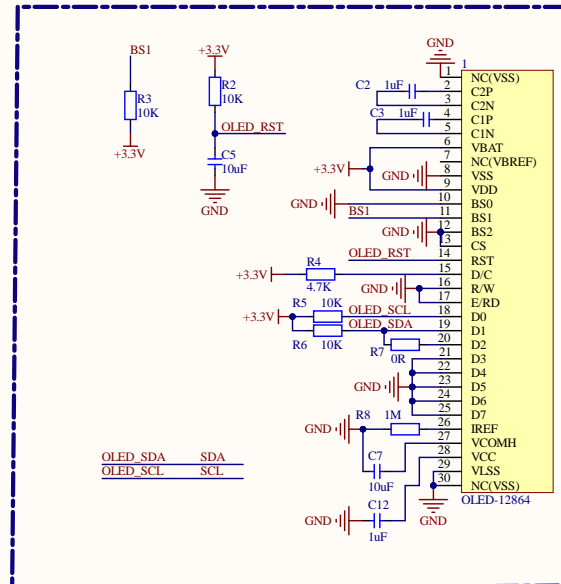 GND
BS1
+3.3V
1
1 NC(VSS)
C2 1uF 2 C2P
R2
10K
R3
10K
3 C2N
C3 1uF 4 C1P
5 C1N
OLED_RST
6 VBAT
+3.3V
C5
10uF
+3.3V
7 NC(VBREF)
GND 8 VSS
9 VDD
GND
GND 10 BS0
BS1 11 BS1
GND 12 BS2
13 CS
OLED_RST 14 RST
+3.3V R4 4.7K 15 D/C
GND 16 R/W
17 E/RD
+3.3V R5 10K OLED_SCL 18 D0
R6 10K OLED_SDA 19 D1
R7 0R 20 D2
21 D3
22 D4
GND 23 D5
24 D6
25 D7
GND R8 1M 26 IREF
27 VCOMH
C7
10uF
28 VCC
OLED_SDA SDA
OLED_SCL SCL
29 VLSS
30 NC(VSS)
OLED-12864
C12
GND 1uF
GND